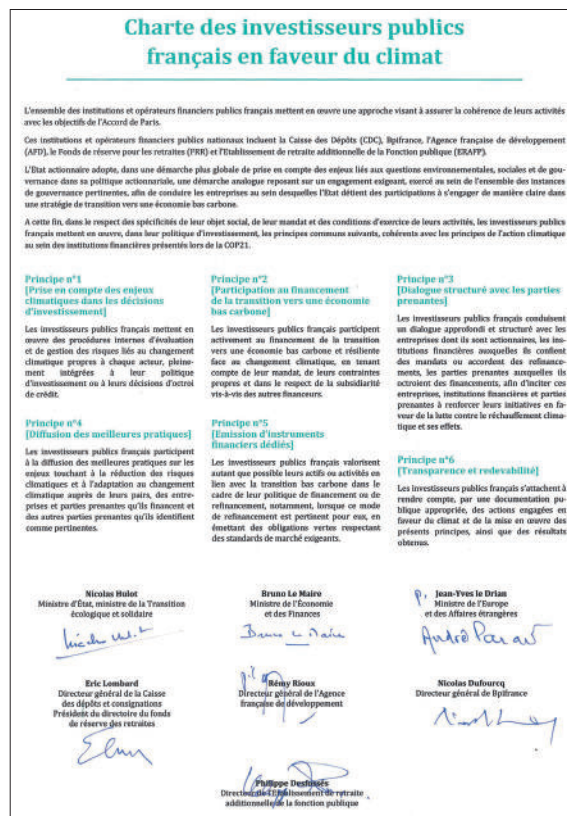 Charte des investisseurs publics
français en faveur du climat
L'ensemble des institutions et opérateurs financiers publics français mettent en œuvre une approche visant à assurer la cohérence de leurs activités
avec les objectifs de l'Accord de Paris.
Ces institutions et opérateurs financiers publics nationaux incluent la Caisse des Dépôts (CDC), Bpifrance, l'Agence française de développement
(AFD), le Fonds de réserve pour les retraites (FRR) et l'Etablissement de retraite additionnelle de la Fonction publique (ERAFP).
L'Etat actionnaire adopte, dans une démarche plus globale de prise en compte des enjeux liés aux questions environnementales, sociales et de gou-
vernance dans sa politique actionnariale, une démarche analogue reposant sur un engagement exigeant, exercé au sein de l'ensemble des instances
de gouvernance pertinentes, afin de conduire les entreprises au sein desquelles l'Etat détient des participations à s'engager de manière claire dans
une stratégie de transition vers une économie bas carbone.
A cette fin, dans le respect des spécificités de leur objet social, de leur mandat et des conditions d'exercice de leurs activités, les investisseurs publics
français mettent en œuvre, dans leur politique d'investissement, les principes communs suivants, cohérents avec les principes de l'action climatique
au sein des institutions financières présentés lors de la COP21.
Principe n°1
[Prise en compte des enjeux
climatiques dans les décisions
d'investissement]
Les investisseurs publics français mettent en
œuvre des procédures internes d'évaluation
et de gestion des risques liés au changement
climatique propres à chaque acteur, pleine-
ment intégrées à leur politique
d'investissement ou à leurs décisions d'octroi
de crédit.
Principe n°2
[Participation au financement
de la transition vers une économie
bas carbone]
Les investisseurs publics français participent
activement au financement de la transition
vers une économie bas carbone et résiliente
face au changement climatique, en tenant
compte de leur mandat, de leurs contraintes
propres et dans le respect de la subsidiarité
vis-à-vis des autres financeurs.
Principe n°3
[Dialogue structuré avec les parties
prenantes]
Les investisseurs publics français conduisent
un dialogue approfondi et structuré avec les
entreprises dont ils sont actionnaires, les
institutions financières auxquelles ils confient
des mandats ou accordent des refinance-
ments, les parties prenantes auxquelles ils
octroient des financements, afin d'inciter ces
entreprises, institutions financières et parties
prenantes à renforcer leurs initiatives en fa-
veur de la lutte contre le réchauffement clima-
tique et ses effets.
Principe n°4
[Diffusion des meilleures pratiques]
Les investisseurs publics français participent
à la diffusion des meilleures pratiques sur les
enjeux touchant à la réduction des risques
climatiques et à l'adaptation au changement
climatique auprès de leurs pairs, des entre-
prises et parties prenantes qu'ils financent et
des autres parties prenantes qu'ils identifient
comme pertinentes.
Principe n°5
[Emission d'instruments
financiers dédiés]
Les investisseurs publics français valorisent
autant que possible leurs actifs ou activités en
lien avec la transition bas carbone dans le
cadre de leur politique de financement ou de
refinancement, notamment, lorsque ce mode
de refinancement est pertinent pour eux, en
émettant des obligations vertes respectant
des standards de marché exigeants.
Principe n°6
[Transparence et redevabilité]
Les investisseurs publics français s'attachent à
rendre compte, par une documentation pu-
blique appropriée, des actions engagées en
faveur du climat et de la mise en œuvre des
présents principes, ainsi que des résultats
obtenus.
Nicolas Hulot
Ministre d'État, ministre de la Transition
écologique et solidaire
Bruno Le Maire
Ministre de l'Économie
et des Finances
Bruno Le Maire
P. Jean-Yves le Drian
Ministre de l'Europe
et des Affaires étrangères
Eric Lombard
Directeur général de la Caisse
des dépôts et consignations
Président du directoire du fonds
de réserve des retraites
Rémy Rioux
Directeur général de l'Agence
française de développement
Nicolas Dufourcq
Directeur général de Bpifrance
Philippe Desfossés
Directeur de l'Etablissement de retraite
additionnelle de la fonction publique